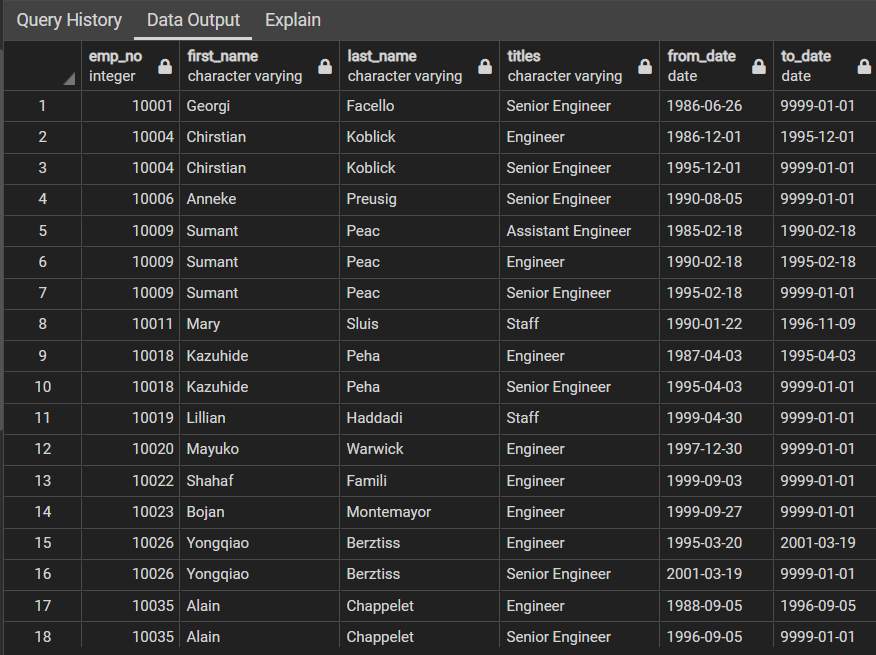 Query History Data Output Explain
emp_no first_name last_name titles from_date to_date
integer character varying character varying character varying date date
1 10001 Georgi Facello Senior Engineer 1986-06-26 9999-01-01
2 10004 Chirstian Koblick Engineer 1986-12-01 1995-12-01
3 10004 Chirstian Koblick Senior Engineer 1995-12-01 9999-01-01
4 10006 Anneke Preusig Senior Engineer 1990-08-05 9999-01-01
5 10009 Sumant Peac Assistant Engineer 1985-02-18 1990-02-18
6 10009 Sumant Peac Engineer 1990-02-18 1995-02-18
7 10009 Sumant Peac Senior Engineer 1995-02-18 9999-01-01
8 10011 Mary Sluis Staff 1990-01-22 1996-11-09
9 10018 Kazuhide Peha Engineer 1987-04-03 1995-04-03
10 10018 Kazuhide Peha Senior Engineer 1995-04-03 9999-01-01
11 10019 Lillian Haddadi Staff 1999-04-30 9999-01-01
12 10020 Mayuko Warwick Engineer 1997-12-30 9999-01-01
13 10022 Shahaf Famili Engineer 1999-09-03 9999-01-01
14 10023 Bojan Montemayor Engineer 1999-09-27 9999-01-01
15 10026 Yongqiao Berztiss Engineer 1995-03-20 2001-03-19
16 10026 Yongqiao Berztiss Senior Engineer 2001-03-19 9999-01-01
17 10035 Alain Chappelet Engineer 1988-09-05 1996-09-05
18 10035 Alain Chappelet Senior Engineer 1996-09-05 9999-01-01